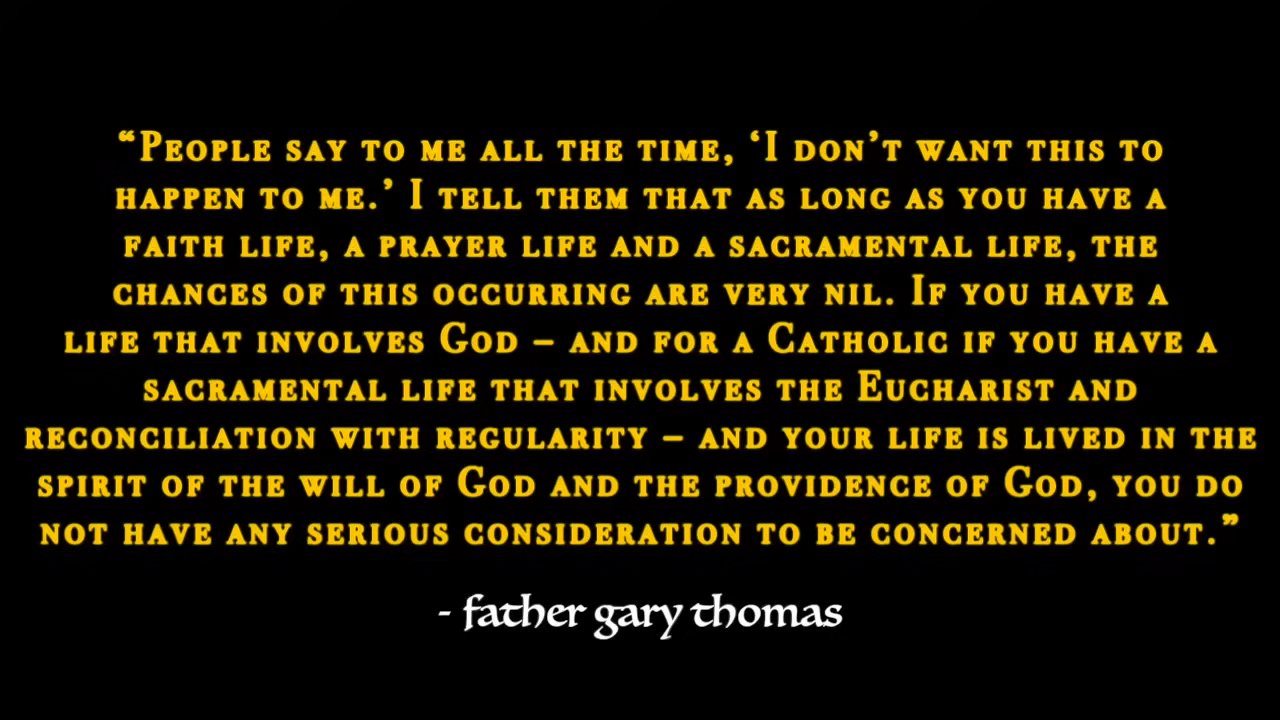 “People say to me all the time, ‘I don’t want this to
happen to me.’ I tell them that as long as you have a
faith life, a prayer life and a sacramental life, the
chances of this occurring are very nil. If you have a
life that involves God – and for a Catholic if you have a
sacramental life that involves the Eucharist and
reconciliation with regularity – and your life is lived in the
spirit of the will of God and the providence of God, you do
not have any serious consideration to be concerned about.”
- father gary thomas